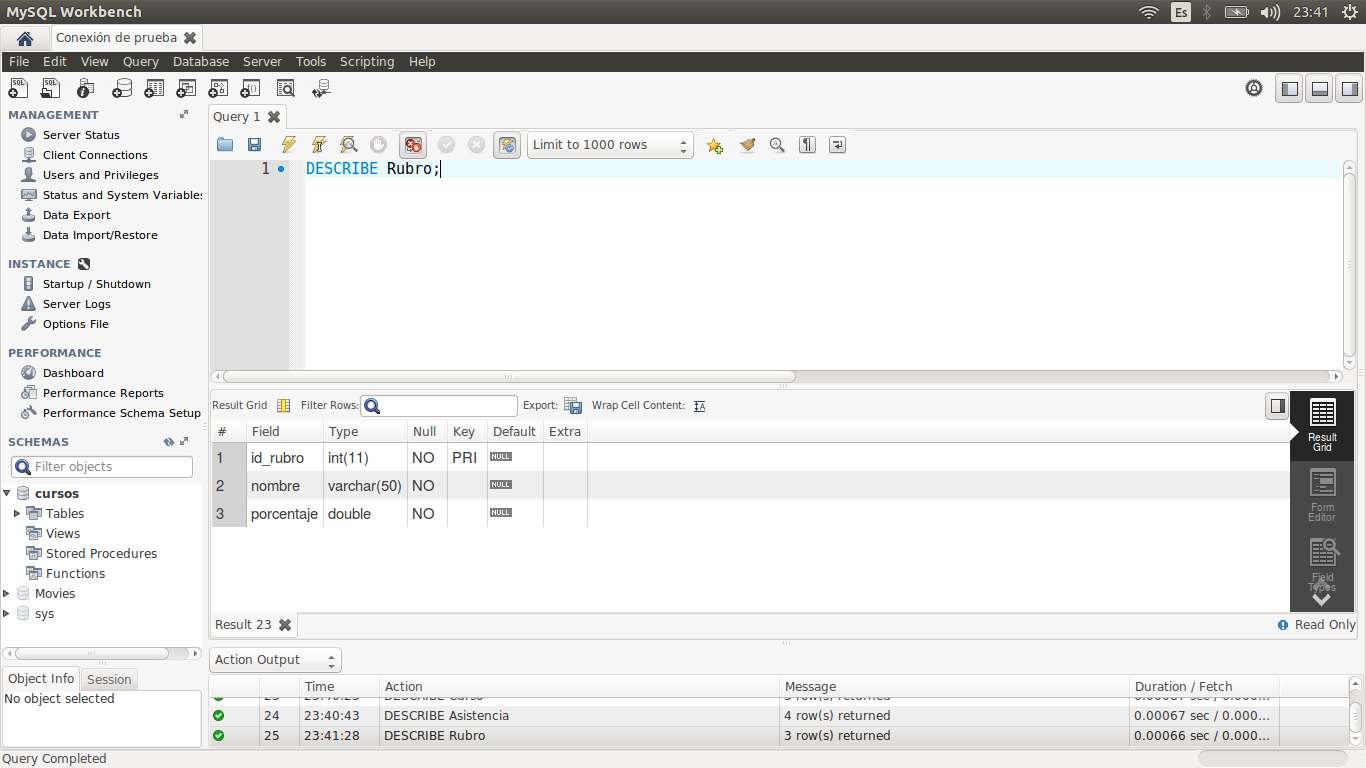 MySQL Workbench
Es
23:41
Conexión de prueba
File Edit View Query Database Server Tools Scripting Help
MANAGEMENT
Server Status
Client Connections
Users and Privileges
Status and System Variables
Data Export
Data Import/Restore
INSTANCE
Startup / Shutdown
Server Logs
Options File
PERFORMANCE
Dashboard
Performance Reports
Performance Schema Setup
SCHEMAS
Filter objects
cursos
Tables
Views
Stored Procedures
Functions
Movies
sys
Object Info Session
No object selected
Query 1
Limit to 1000 rows
1 DESCRIBE Rubro;
Result Grid Filter Rows: Export: Wrap Cell Content:
# Field Type Null Key Default Extra
1 id_rubro int(11) NO PRI NULL
2 nombre varchar(50) NO NULL
3 porcentaje double NO NULL
Result Grid
Form Editor
Field Types
Result 23
Read Only
Action Output
Time Action Message Duration / Fetch
24 23:40:43 DESCRIBE Asistencia 4 row(s) returned 0.00067 sec / 0.000...
25 23:41:28 DESCRIBE Rubro 3 row(s) returned 0.00066 sec / 0.000...
Query Completed